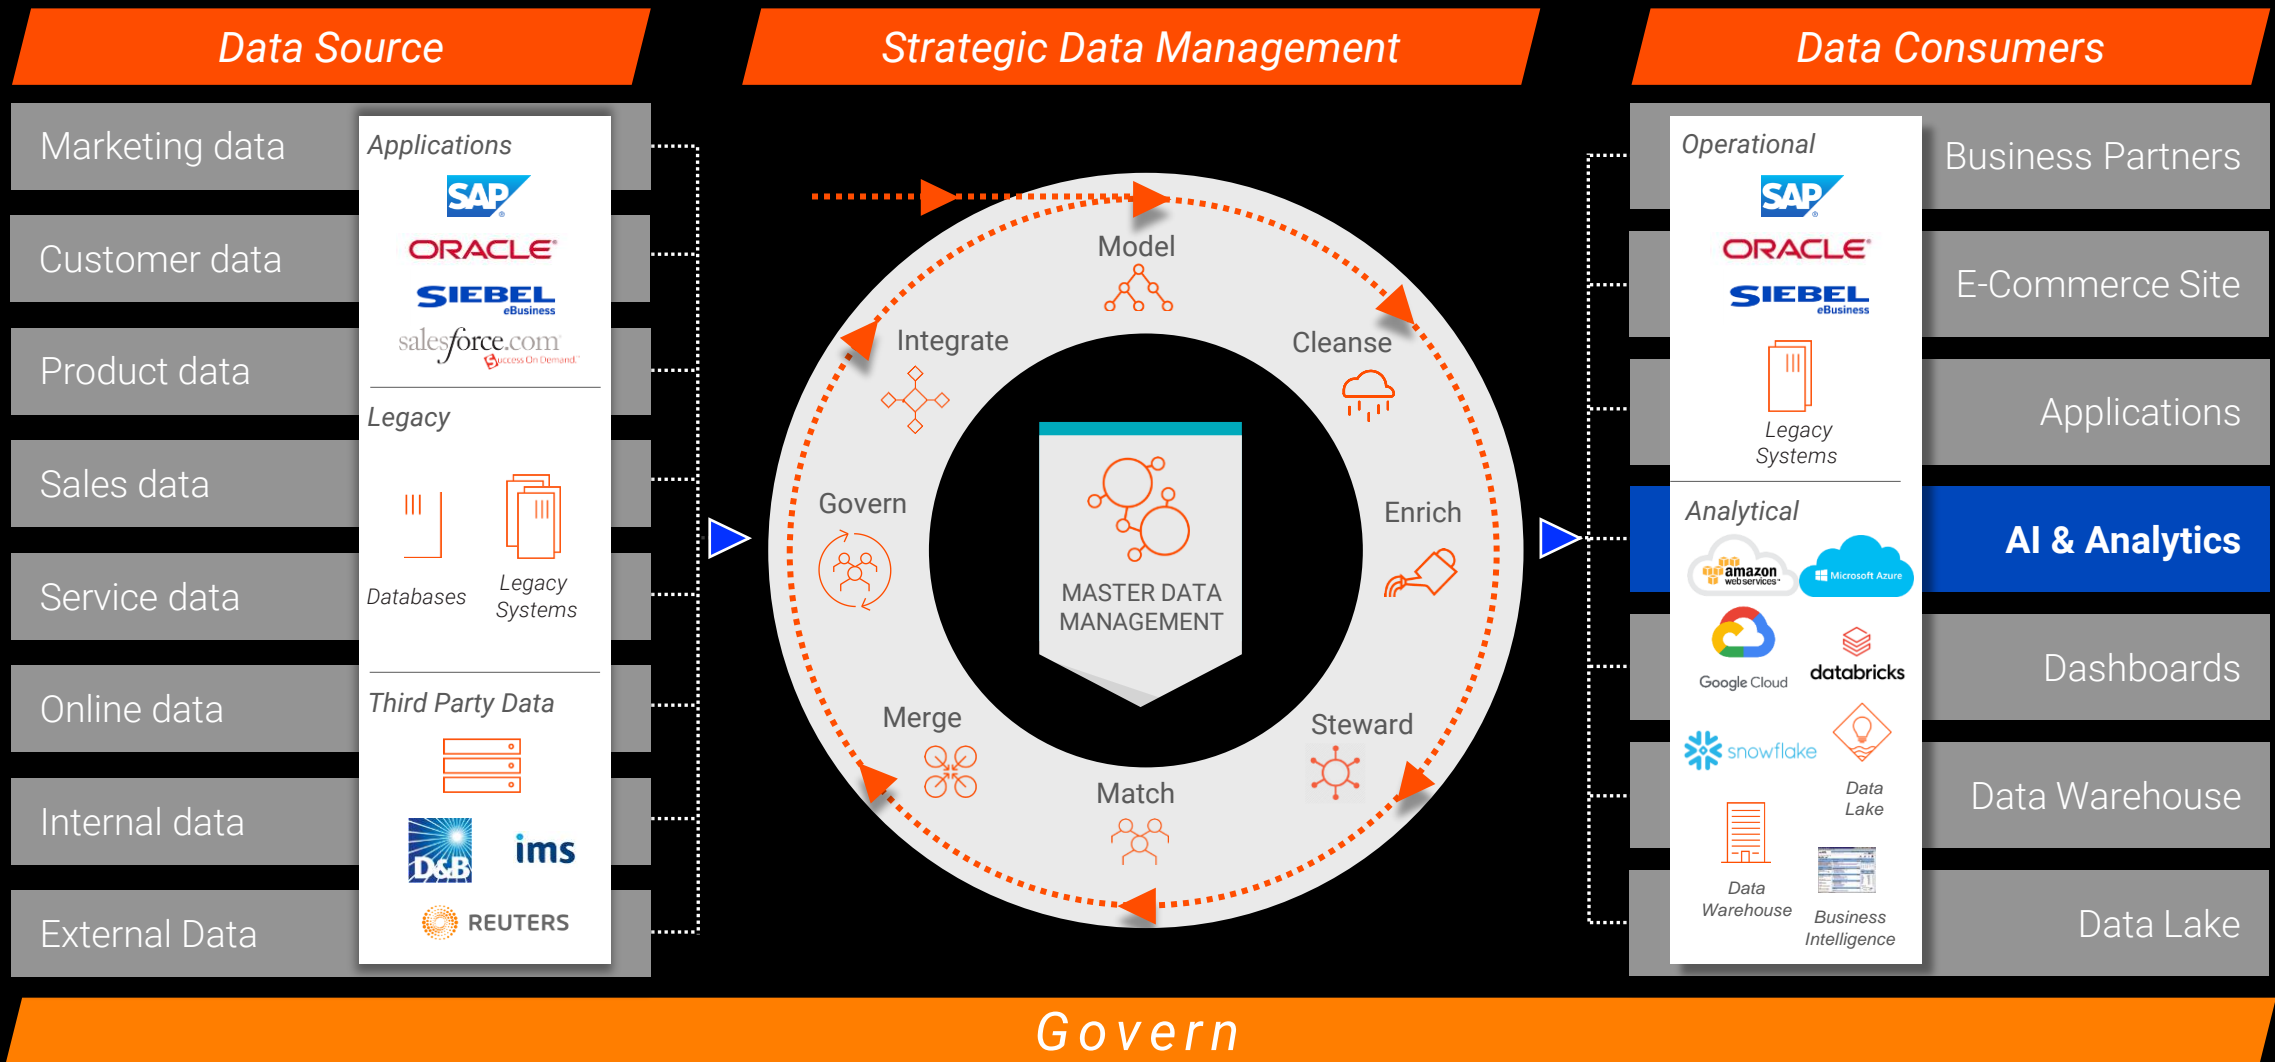 Data Source
Strategic Data Management
Data Consumers
Marketing data
Customer data
Product data
Sales data
Service data
Online data
Internal data
External Data
Applications
SAP
ORACLE
SIEBEL
eBusiness
salesforce.com
Success On Demand.
Legacy
Databases
Legacy
Systems
Third Party Data
D&B
ims
REUTERS
Model
Cleanse
Enrich
Steward
Match
Merge
Govern
Integrate
MASTER DATA
MANAGEMENT
Operational
SAP
ORACLE
SIEBEL
eBusiness
Legacy
Systems
Analytical
amazon
webservices
Microsoft Azure
Google Cloud
databricks
snowflake
Data
Lake
Data
Warehouse
Business
Intelligence
Business Partners
E-Commerce Site
Applications
AI & Analytics
Dashboards
Data Warehouse
Data Lake
Govern